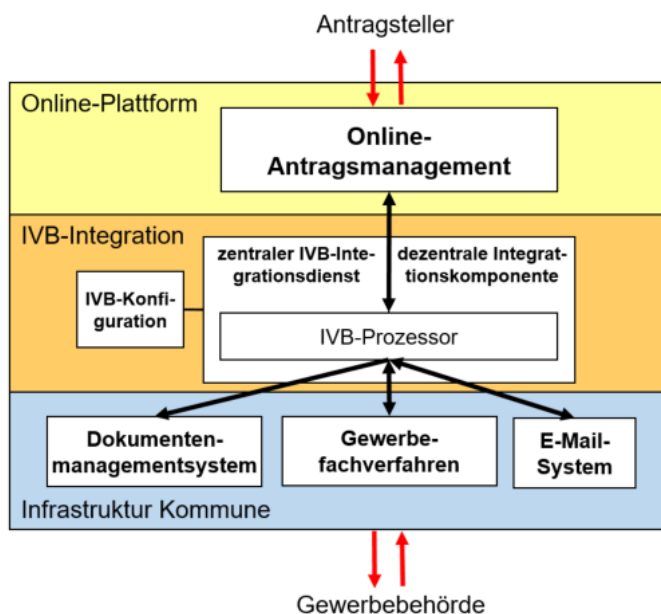 Antragsteller
Online-Plattform
Online-
Antragsmanagement
IVB-Integration
zentraler IVB-Inte-
grationsdienst
dezentrale Integrat-
tionskomponente
IVB-Konfi-
guration
IVB-Prozessor
Dokumenten-
managementsystem
Gewerbe-
fachverfahren
E-Mail-
System
Infrastruktur Kommune
Gewerbebehörde